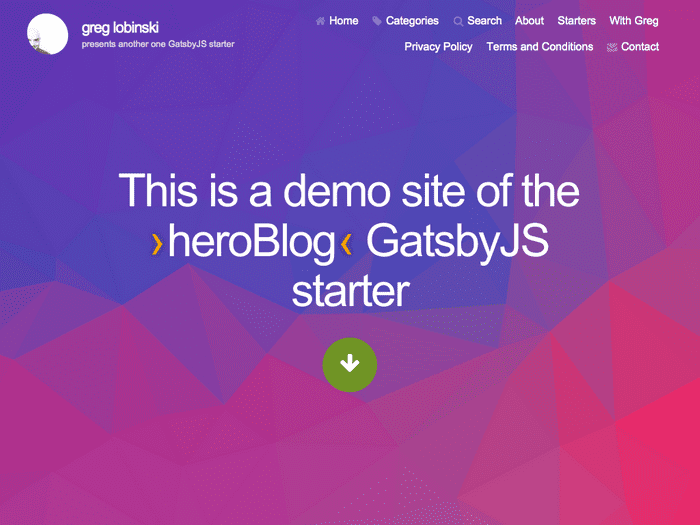 greg lobinski
presents another one GatsbyJS starter
Home Categories Search About Starters With Greg
Privacy Policy Terms and Conditions Contact
This is a demo site of the
›heroBlog‹ GatsbyJS
starter